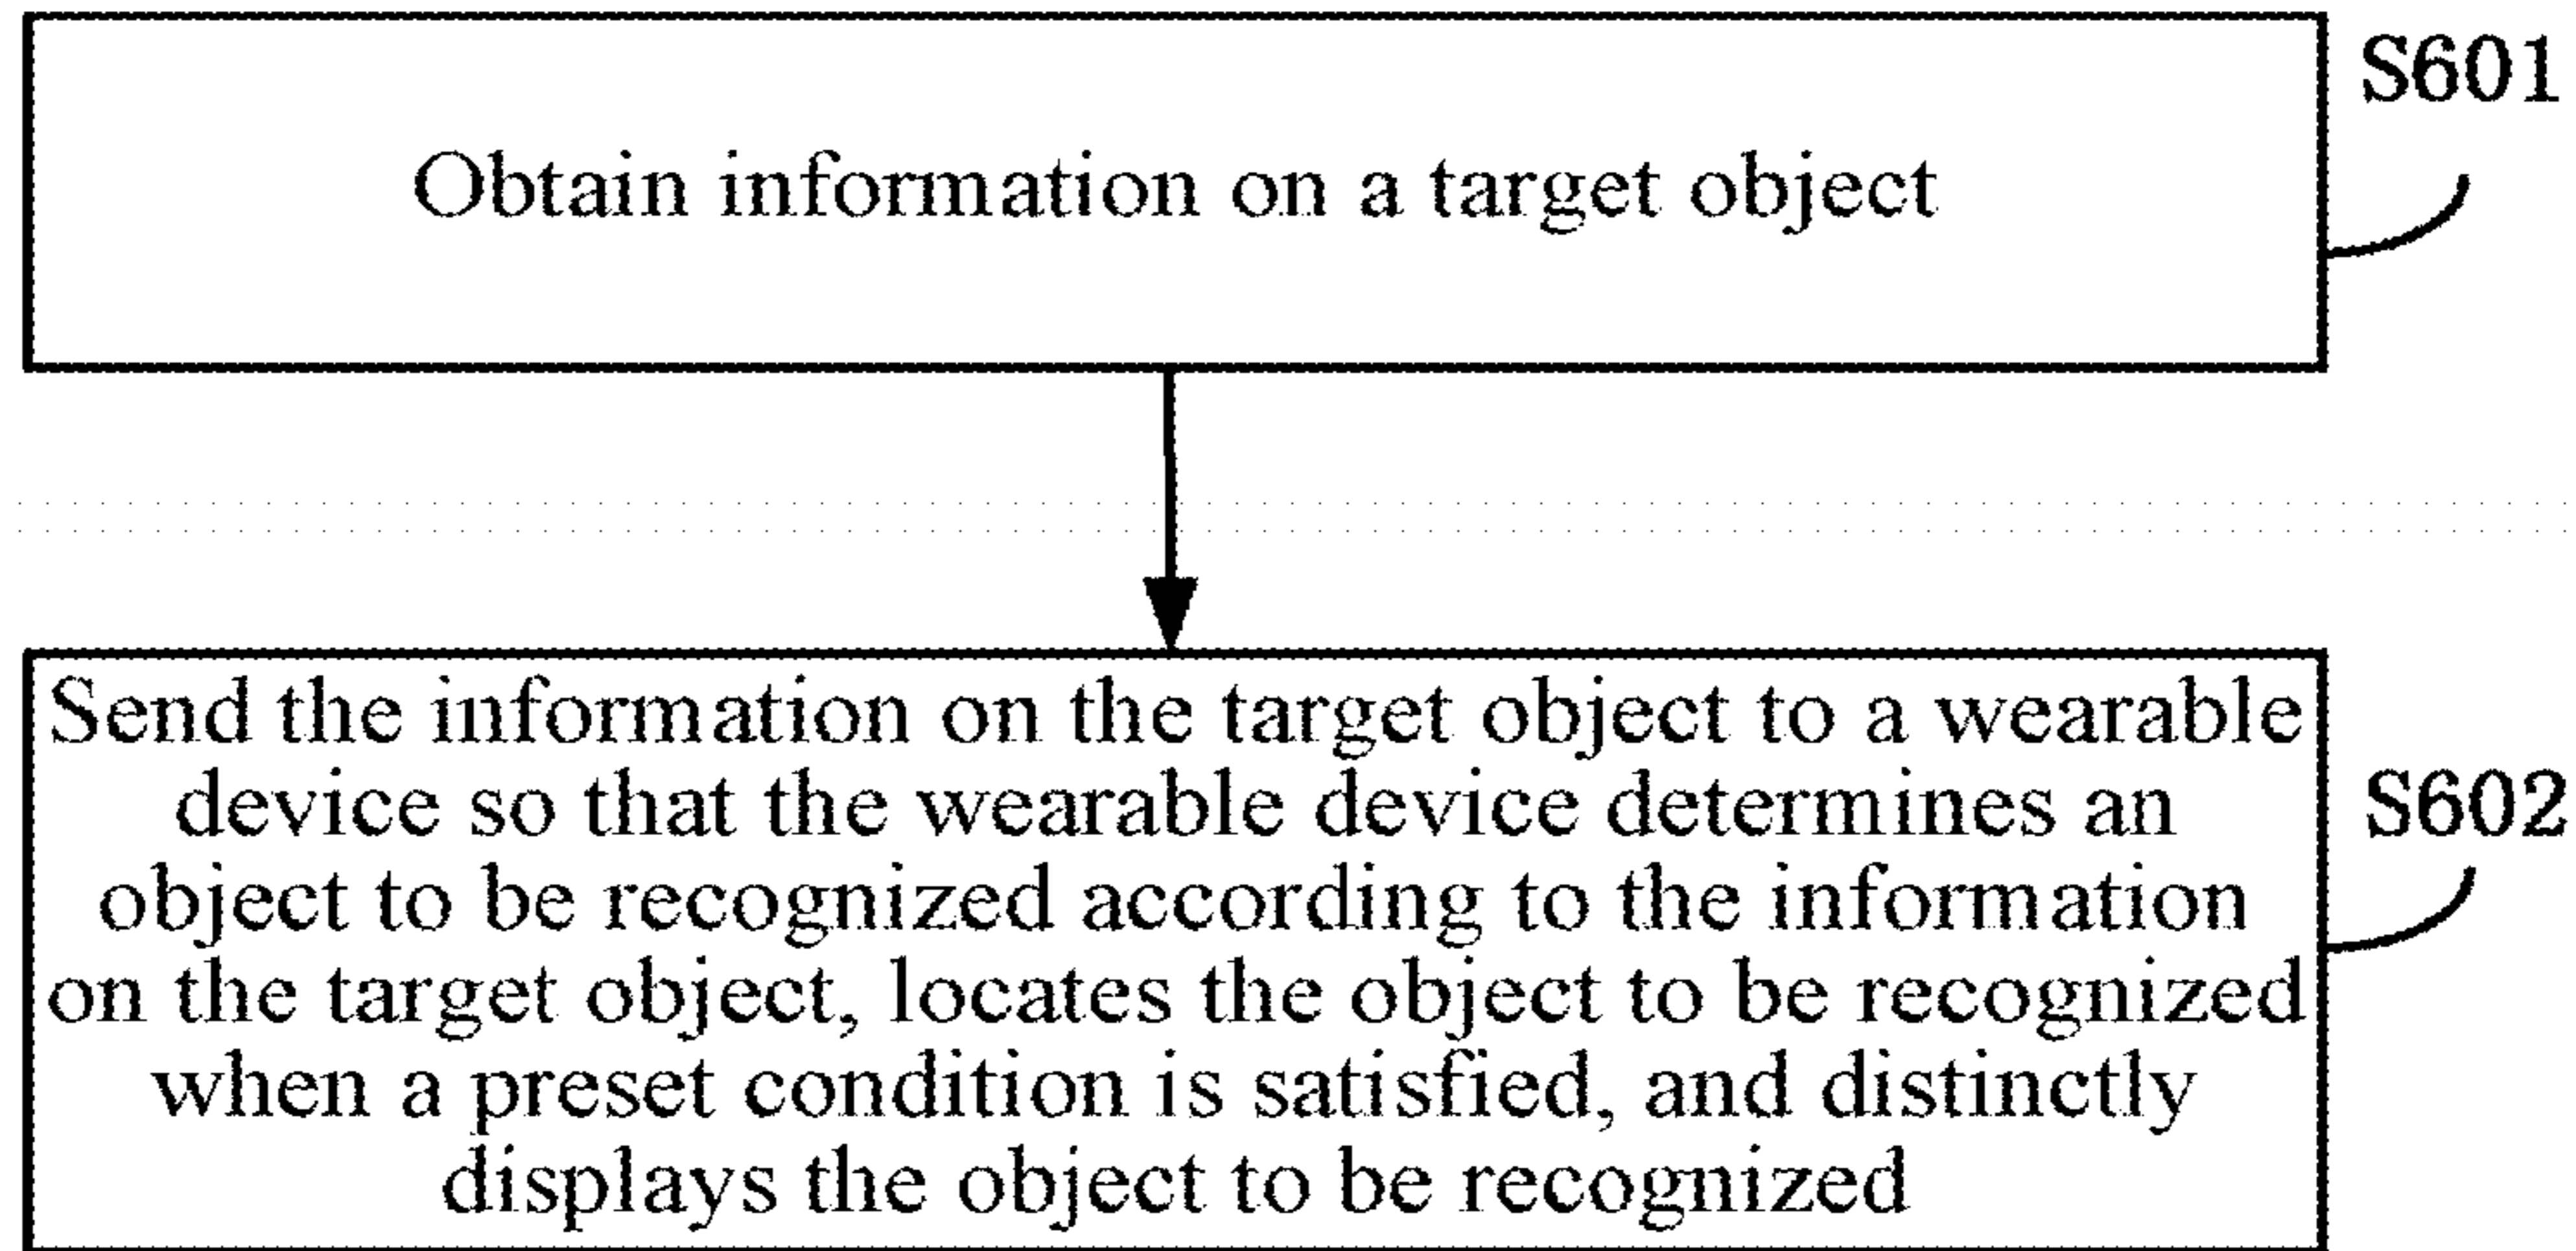 S601
Obtain information on a target object
Send the information on the target object to a wearable
device so that the wearable device determines an
object to be recognized according to the information
on the target object, locates the object to be recognized
when a preset condition is satisfied, and distinctly
displays the object to be recognized
S602